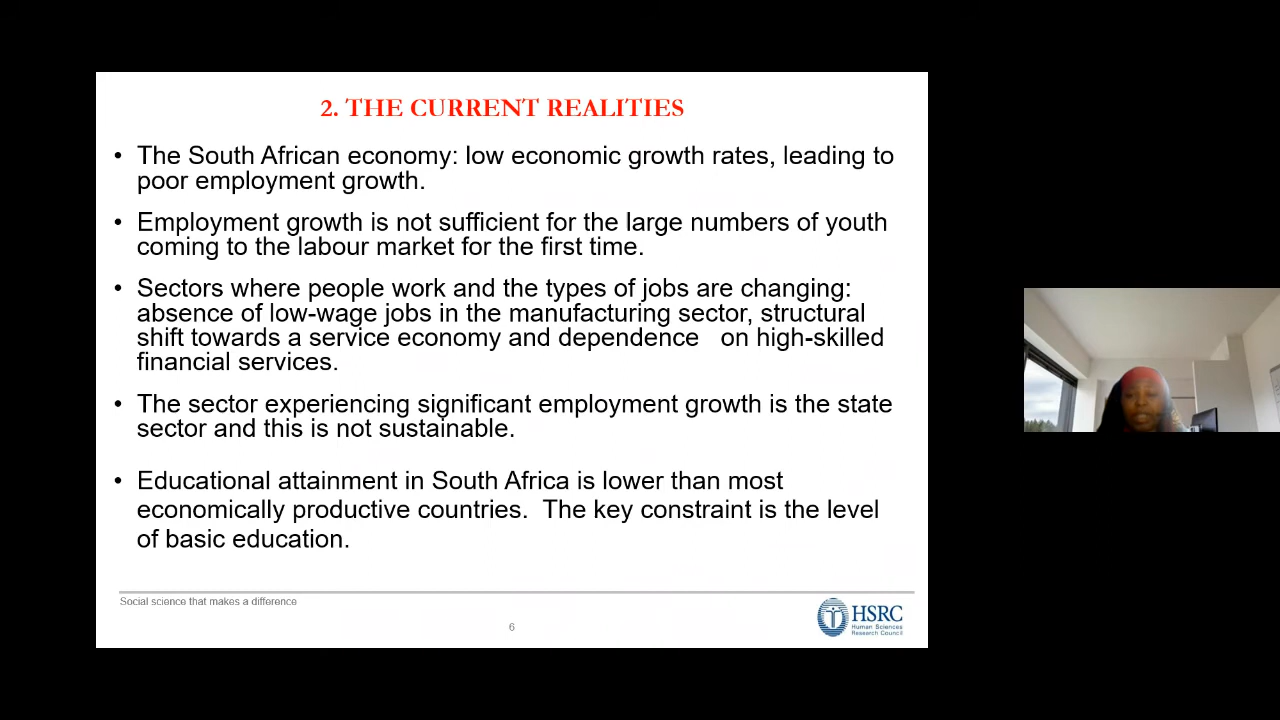 2. THE CURRENT REALITIES
• The South African economy: low economic growth rates, leading to
poor employment growth.
• Employment growth is not sufficient for the large numbers of youth
coming to the labour market for the first time.
• Sectors where people work and the types of jobs are changing:
absence of low-wage jobs in the manufacturing sector, structural
shift towards a service economy and dependence on high-skilled
financial services.
• The sector experiencing significant employment growth is the state
sector and this is not sustainable.
• Educational attainment in South Africa is lower than most
economically productive countries. The key constraint is the level
of basic education.
Social science that makes a difference
6
HSRC
Human Sciences
Research Council